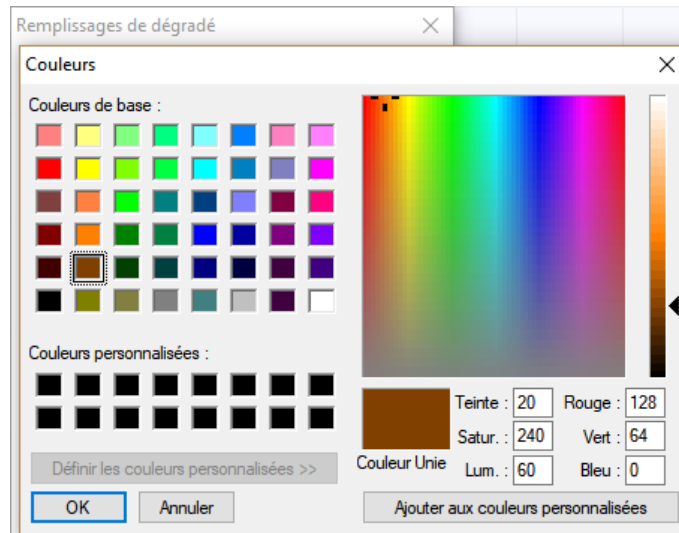 Remplissages de dégradé
Couleurs
Couleurs de base :
Couleurs personnalisées :
Définir les couleurs personnalisées >>
OK Annuler
Couleur Unie
Teinte : 20 Rouge : 128
Satur. : 240 Vert : 64
Lum. : 60 Bleu : 0
Ajouter aux couleurs personnalisées